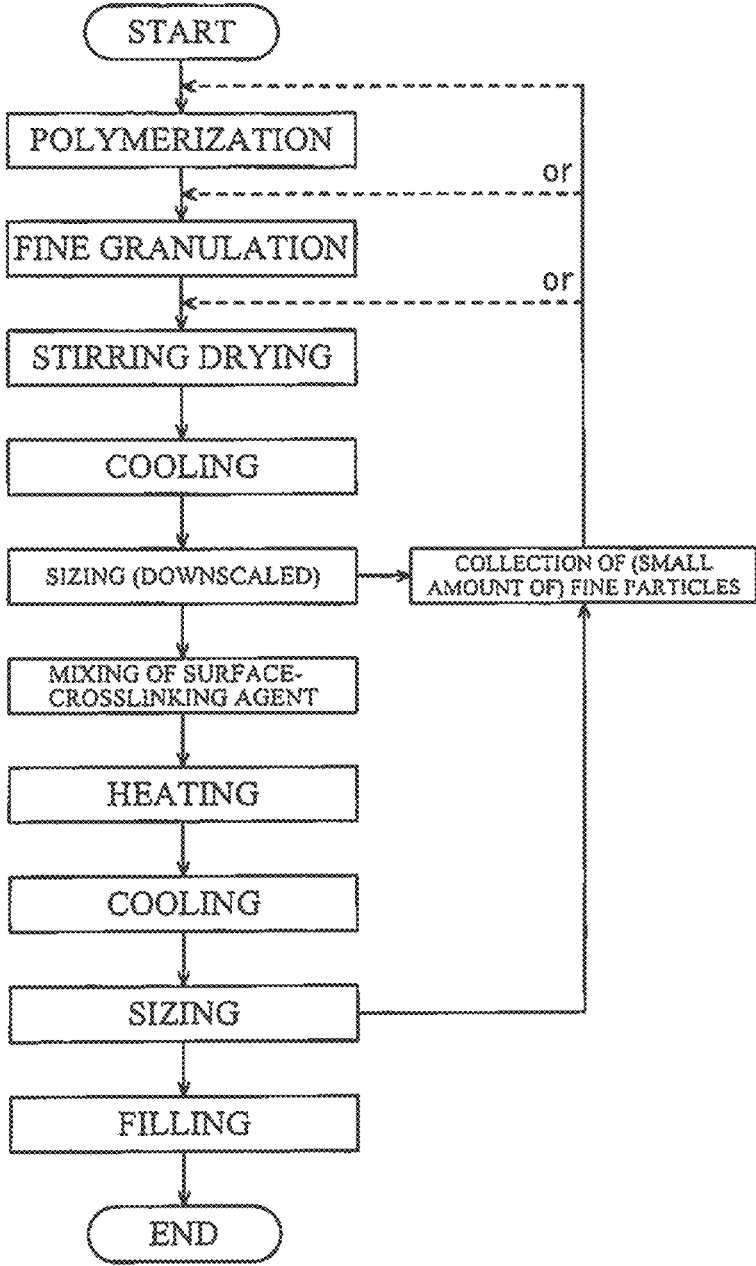 START
POLYMERIZATION
or
FINE GRANULATION
or
STIRRING DRYING
COOLING
SIZING (DOWNSCALED)
COLLECTION OF (SMALL
AMOUNT OF) FINE PARTICLES
MIXING OF SURFACE-
CROSSLINKING AGENT
HEATING
COOLING
SIZING
FILLING
END